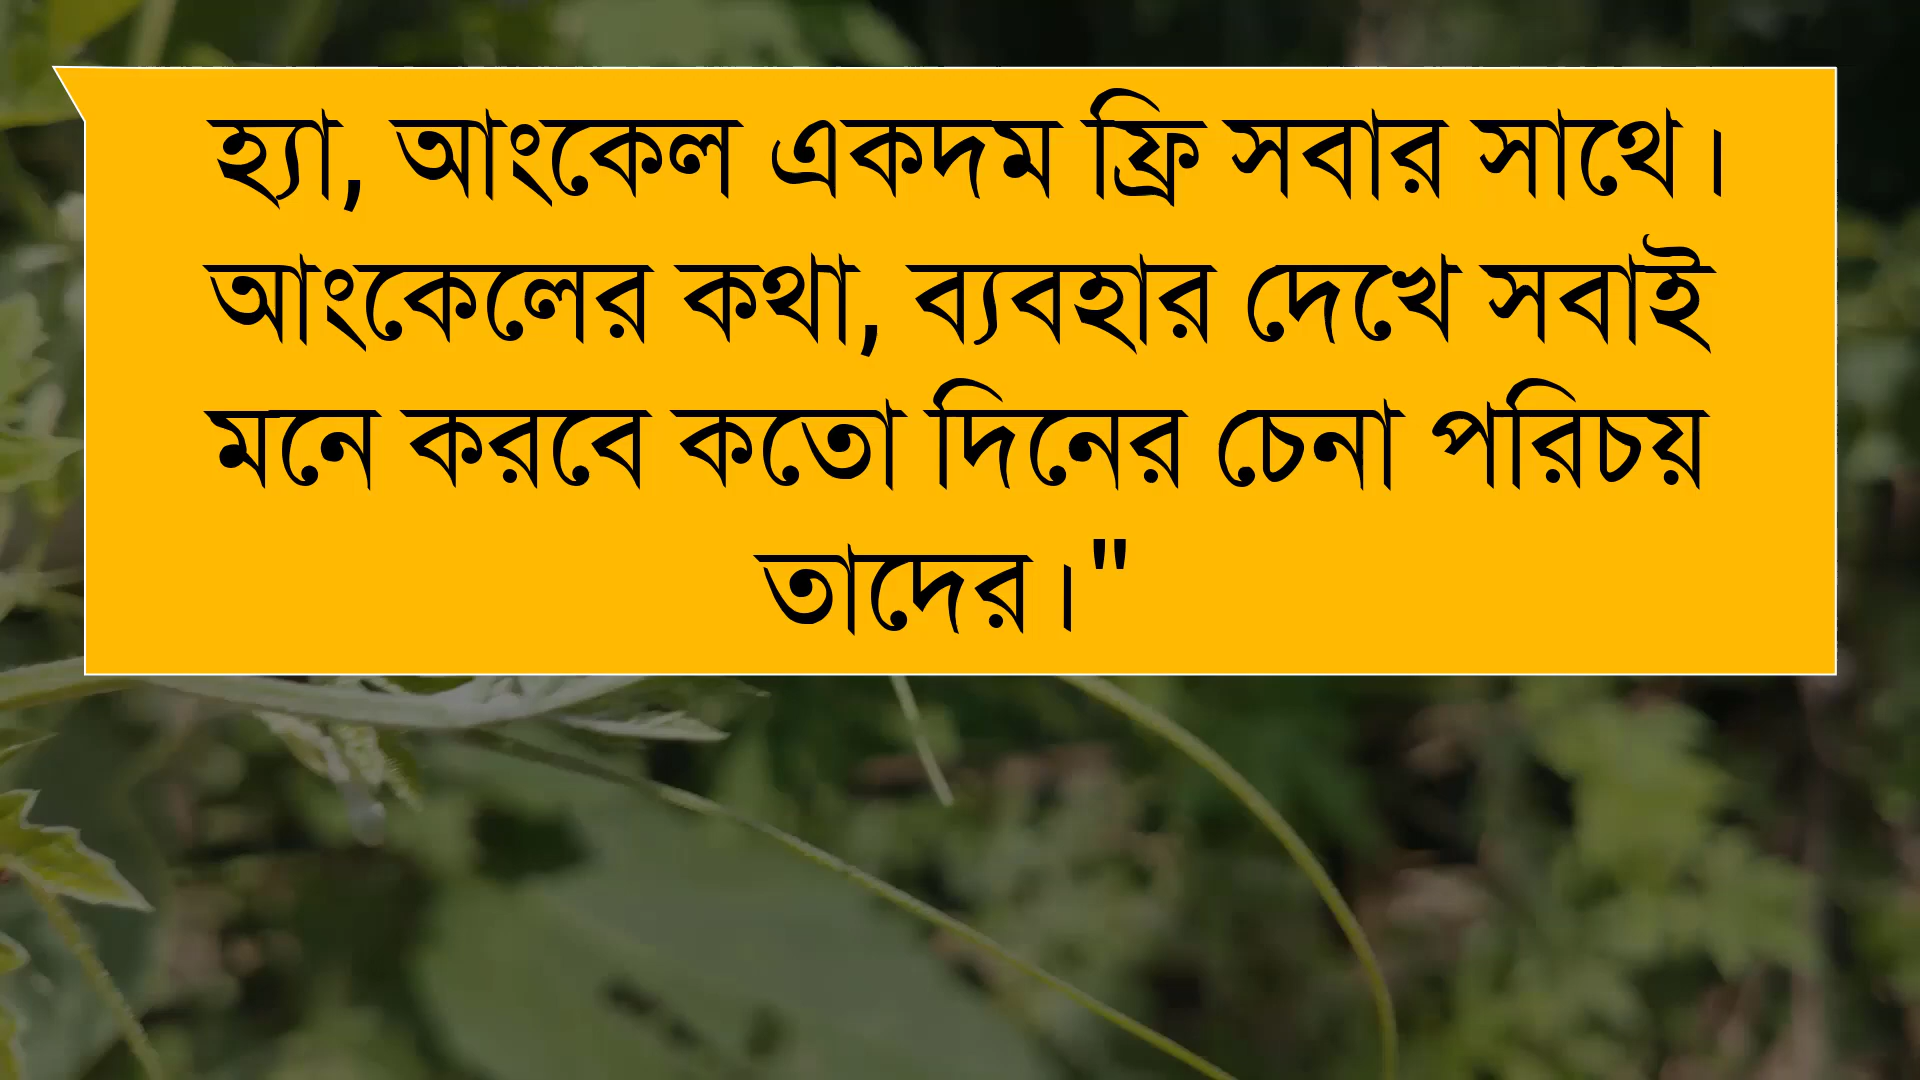 হ্যা, আংকেল একদম ফ্রি সবার সাথে।
আংকেলের কথা, ব্যবহার দেখে সবাই
মনে করবে কতো দিনের চেনা পরিচয়
তাদের।"